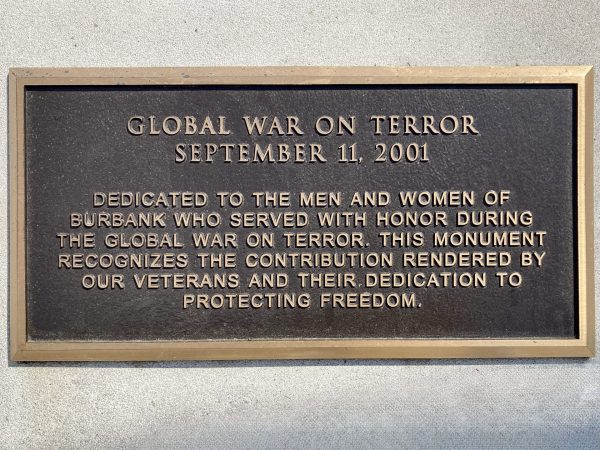 GLOBAL WAR ON TERROR
SEPTEMBER 11, 2001
DEDICATED TO THE MEN AND WOMEN OF
BURBANK WHO SERVED WITH HONOR DURING
THE GLOBAL WAR ON TERROR. THIS MONUMENT
RECOGNIZES THE CONTRIBUTION RENDERED BY
OUR VETERANS AND THEIR DEDICATION TO
PROTECTING FREEDOM.